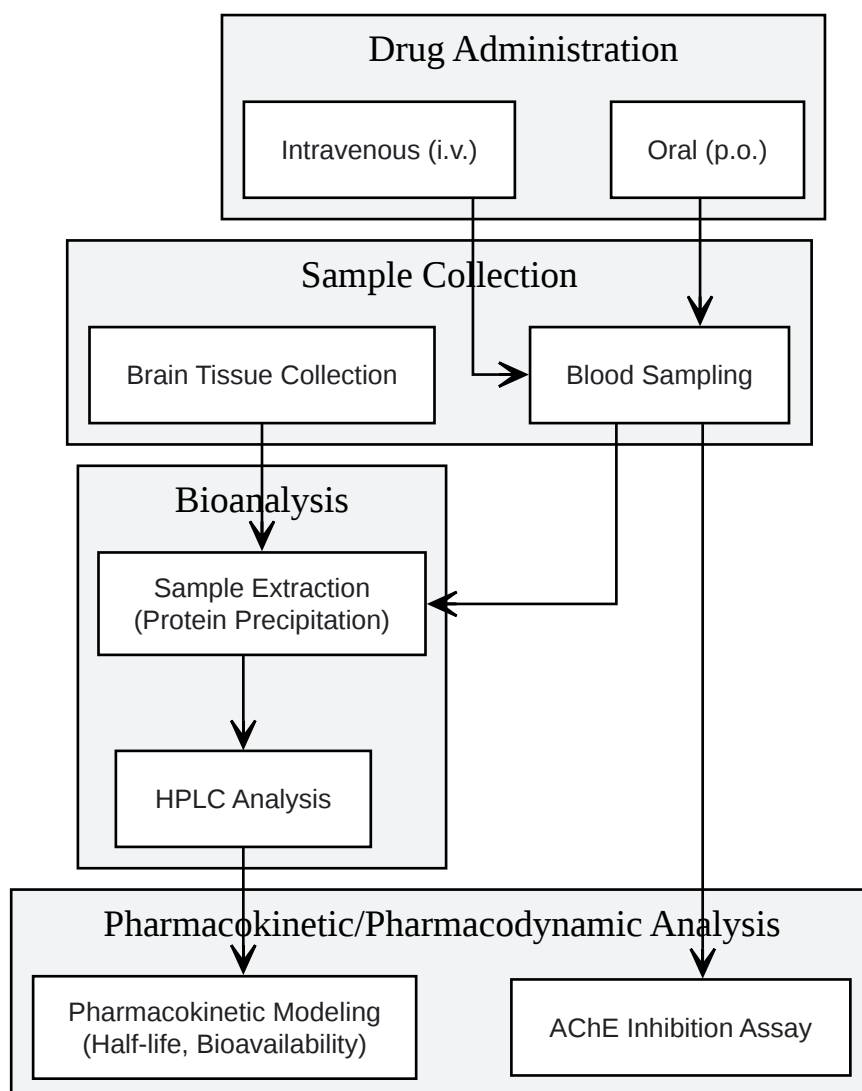 Drug Administration
Intravenous (i.v.)
Oral (p.o.)
Sample Collection
Brain Tissue Collection
Blood Sampling
Bioanalysis
Sample Extraction
(Protein Precipitation)
HPLC Analysis
Pharmacokinetic/Pharmacodynamic Analysis
Pharmacokinetic Modeling
(Half-life, Bioavailability)
AChE Inhibition Assay